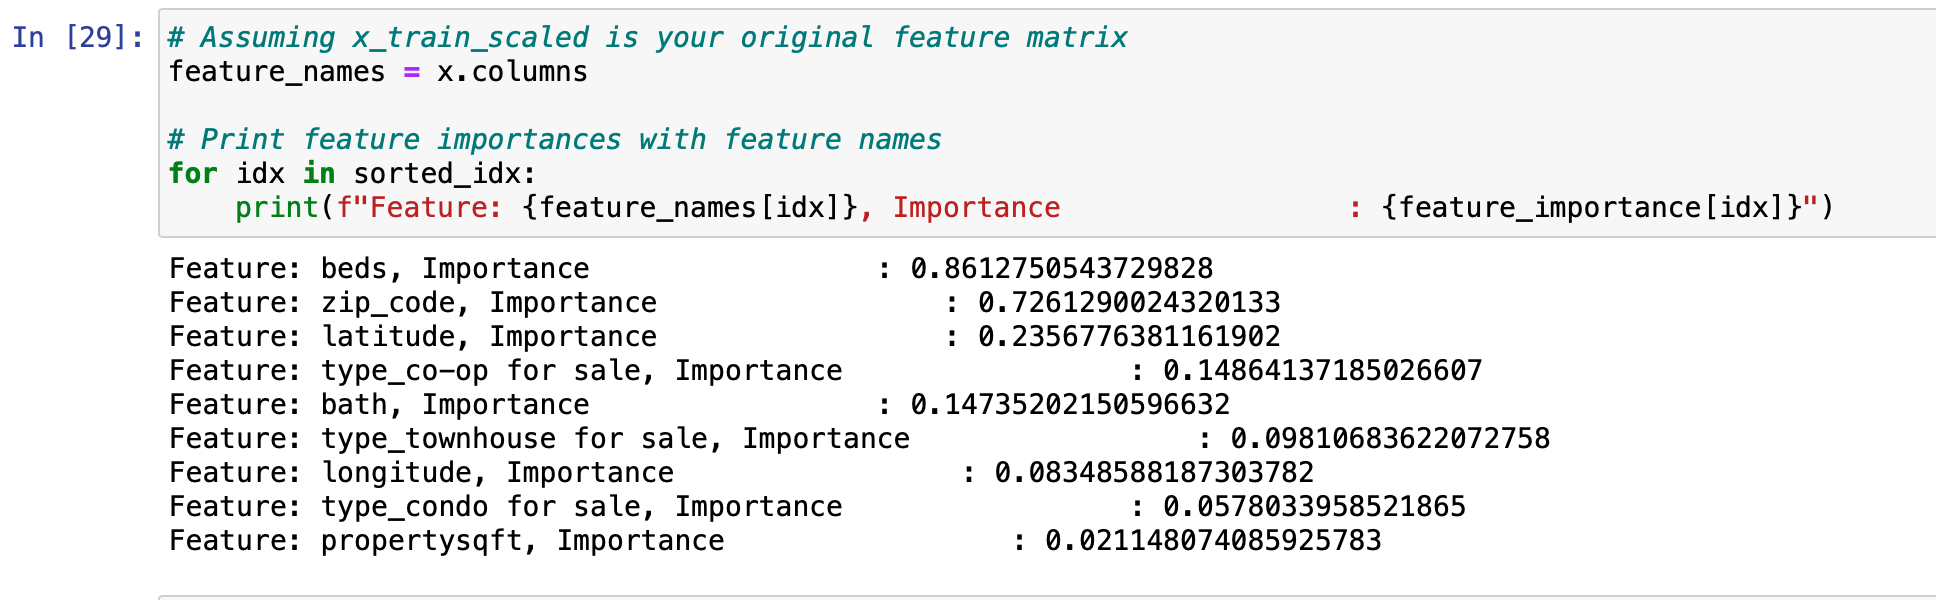 In [29]: # Assuming x_train_scaled is your original feature matrix
feature_names = x.columns
# Print feature importances with feature names
for idx in sorted_idx:
    print(f"Feature: {feature_names[idx]}, Importance                 : {feature_importance[idx]}")
Feature: beds, Importance                 : 0.8612750543729828
Feature: zip_code, Importance                 : 0.7261290024320133
Feature: latitude, Importance                 : 0.2356776381161902
Feature: type_co-op for sale, Importance                 : 0.14864137185026607
Feature: bath, Importance                 : 0.14735202150596632
Feature: type_townhouse for sale, Importance                 : 0.09810683622072758
Feature: longitude, Importance                 : 0.08348588187303782
Feature: type_condo for sale, Importance                 : 0.0578033958521865
Feature: propertysqft, Importance                 : 0.021148074085925783